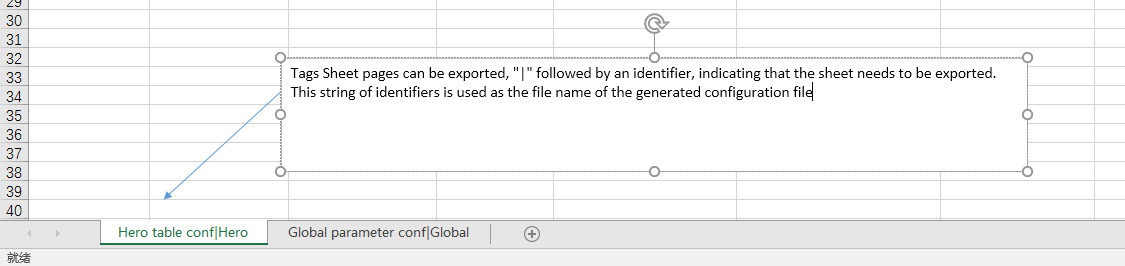 29
30
31
32
33
34
35
36
37
38
39
40
Tags Sheet pages can be exported, "|" followed by an identifier, indicating that the sheet needs to be exported.
This string of identifiers is used as the file name of the generated configuration file
Hero table conf|Hero
Global parameter conf|Global
就绪